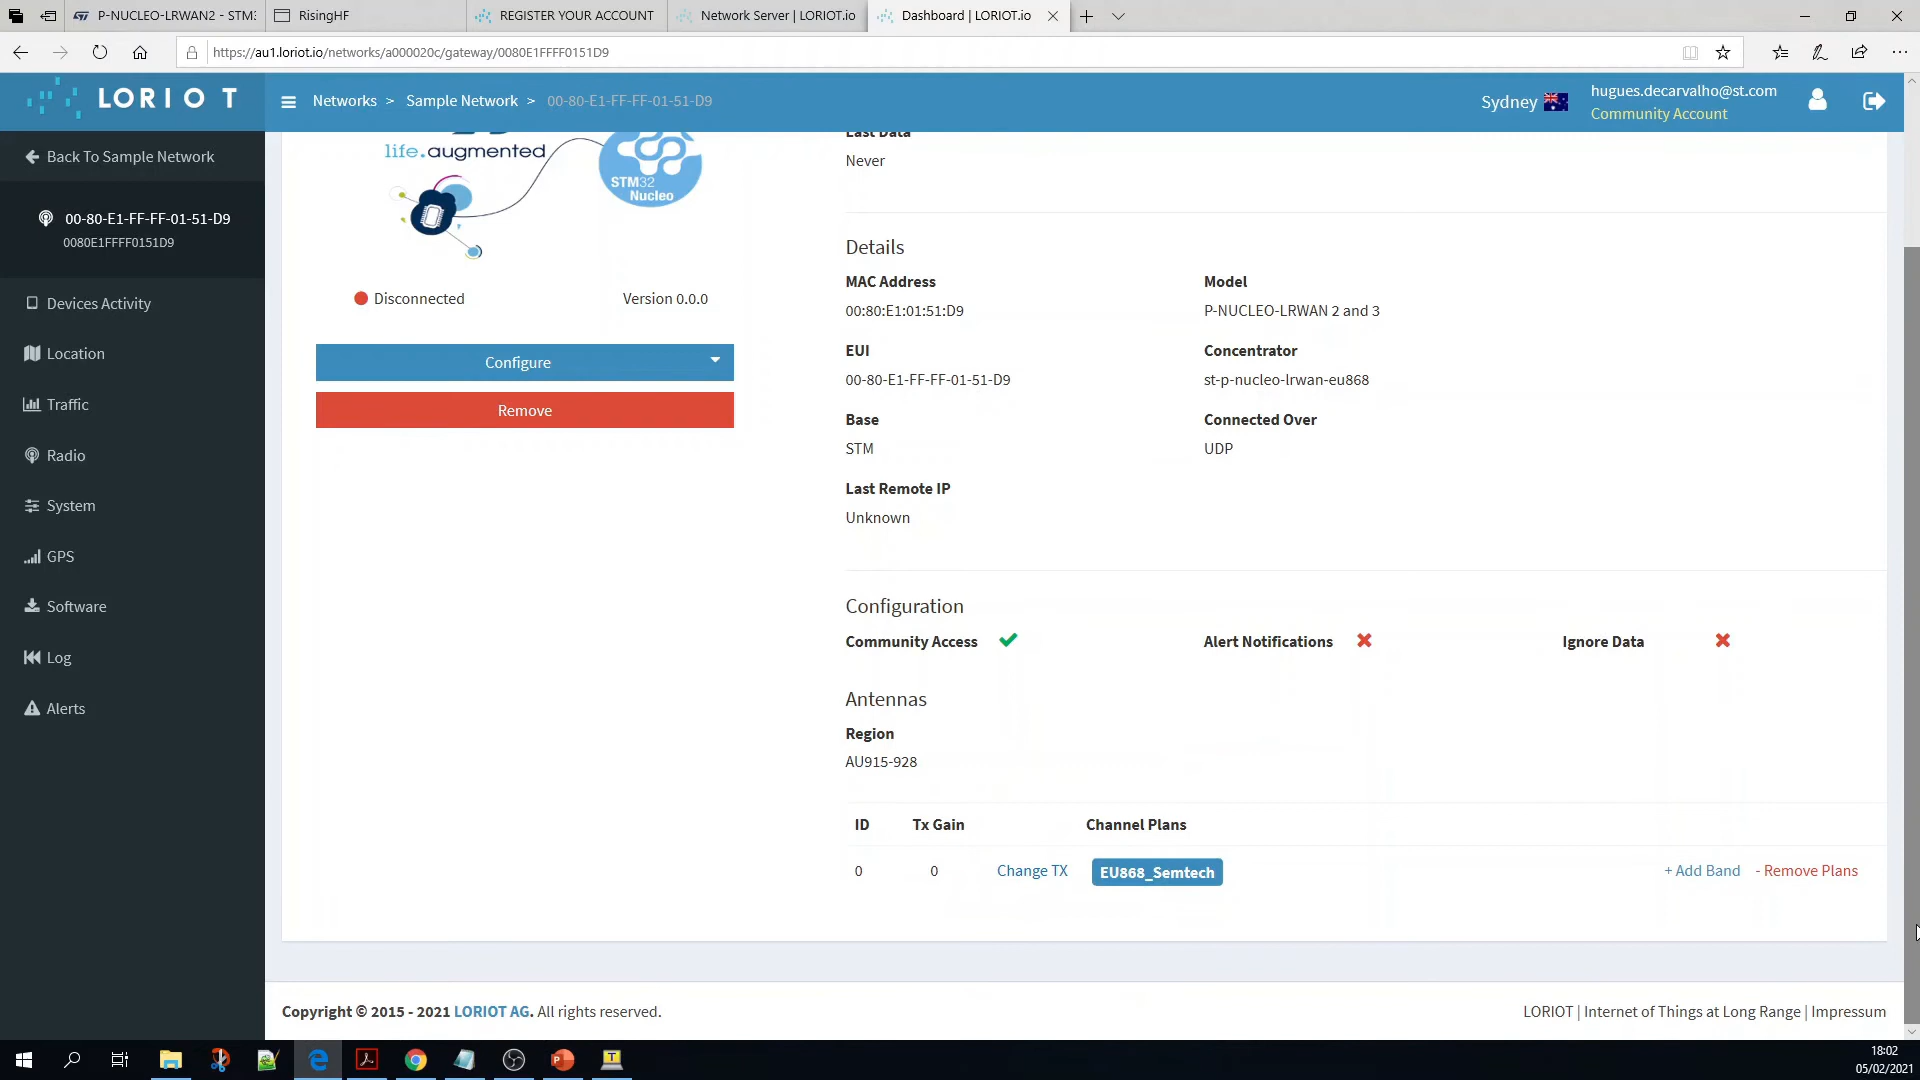 P-NUCLEO-LRWAN2 - STM3
RisingHF
REGISTER YOUR ACCOUNT
Network Server | LORIOT.io
Dashboard | LORIOT.io
https://au1.loriot.io/networks/a000020c/gateway/0080E1FFFF0151D9
LORIOT
Networks > Sample Network > 00-80-E1-FF-FF-01-51-D9
Sydney
hugues.decarvalho@st.com
Community Account
Back To Sample Network
00-80-E1-FF-FF-01-51-D9
0080E1FFFF0151D9
Devices Activity
Location
Traffic
Radio
System
GPS
Software
Log
Alerts
life.augmented
STM32
Nucleo
Disconnected
Version 0.0.0
Configure
Remove
Last Data
Never
Details
MAC Address
00:80:E1:01:51:D9
Model
P-NUCLEO-LRWAN 2 and 3
EUI
00-80-E1-FF-FF-01-51-D9
Concentrator
st-p-nucleo-lrwan-eu868
Base
STM
Connected Over
UDP
Last Remote IP
Unknown
Configuration
Community Access
Alert Notifications
Ignore Data
Antennas
Region
AU915-928
ID Tx Gain Channel Plans
0 0 Change TX EU868_Semtech + Add Band - Remove Plans
Copyright © 2015 - 2021 LORIOT AG. All rights reserved.
LORIOT | Internet of Things at Long Range | Impressum
18:02
05/02/2021